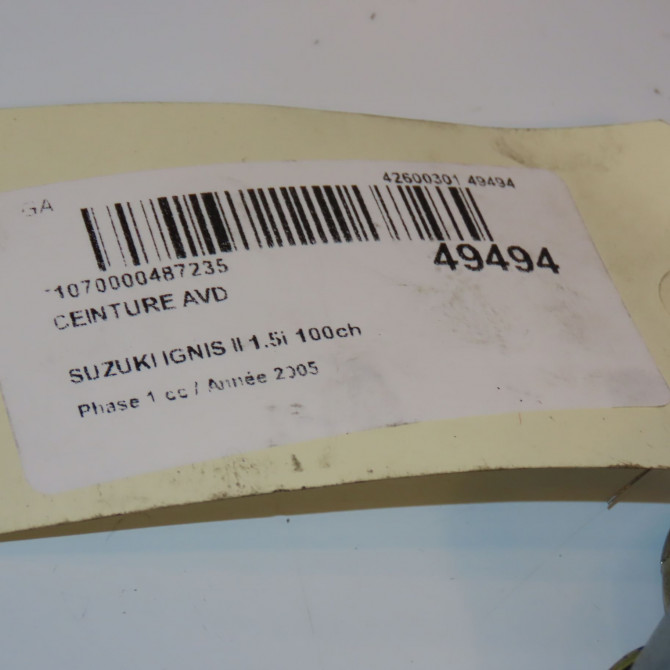 GA
42600301 49494
1070000487235
49494
CEINTURE AVD
SUZUKI IGNIS II 1.5i 100ch
Phase 1 cc / Année 2005